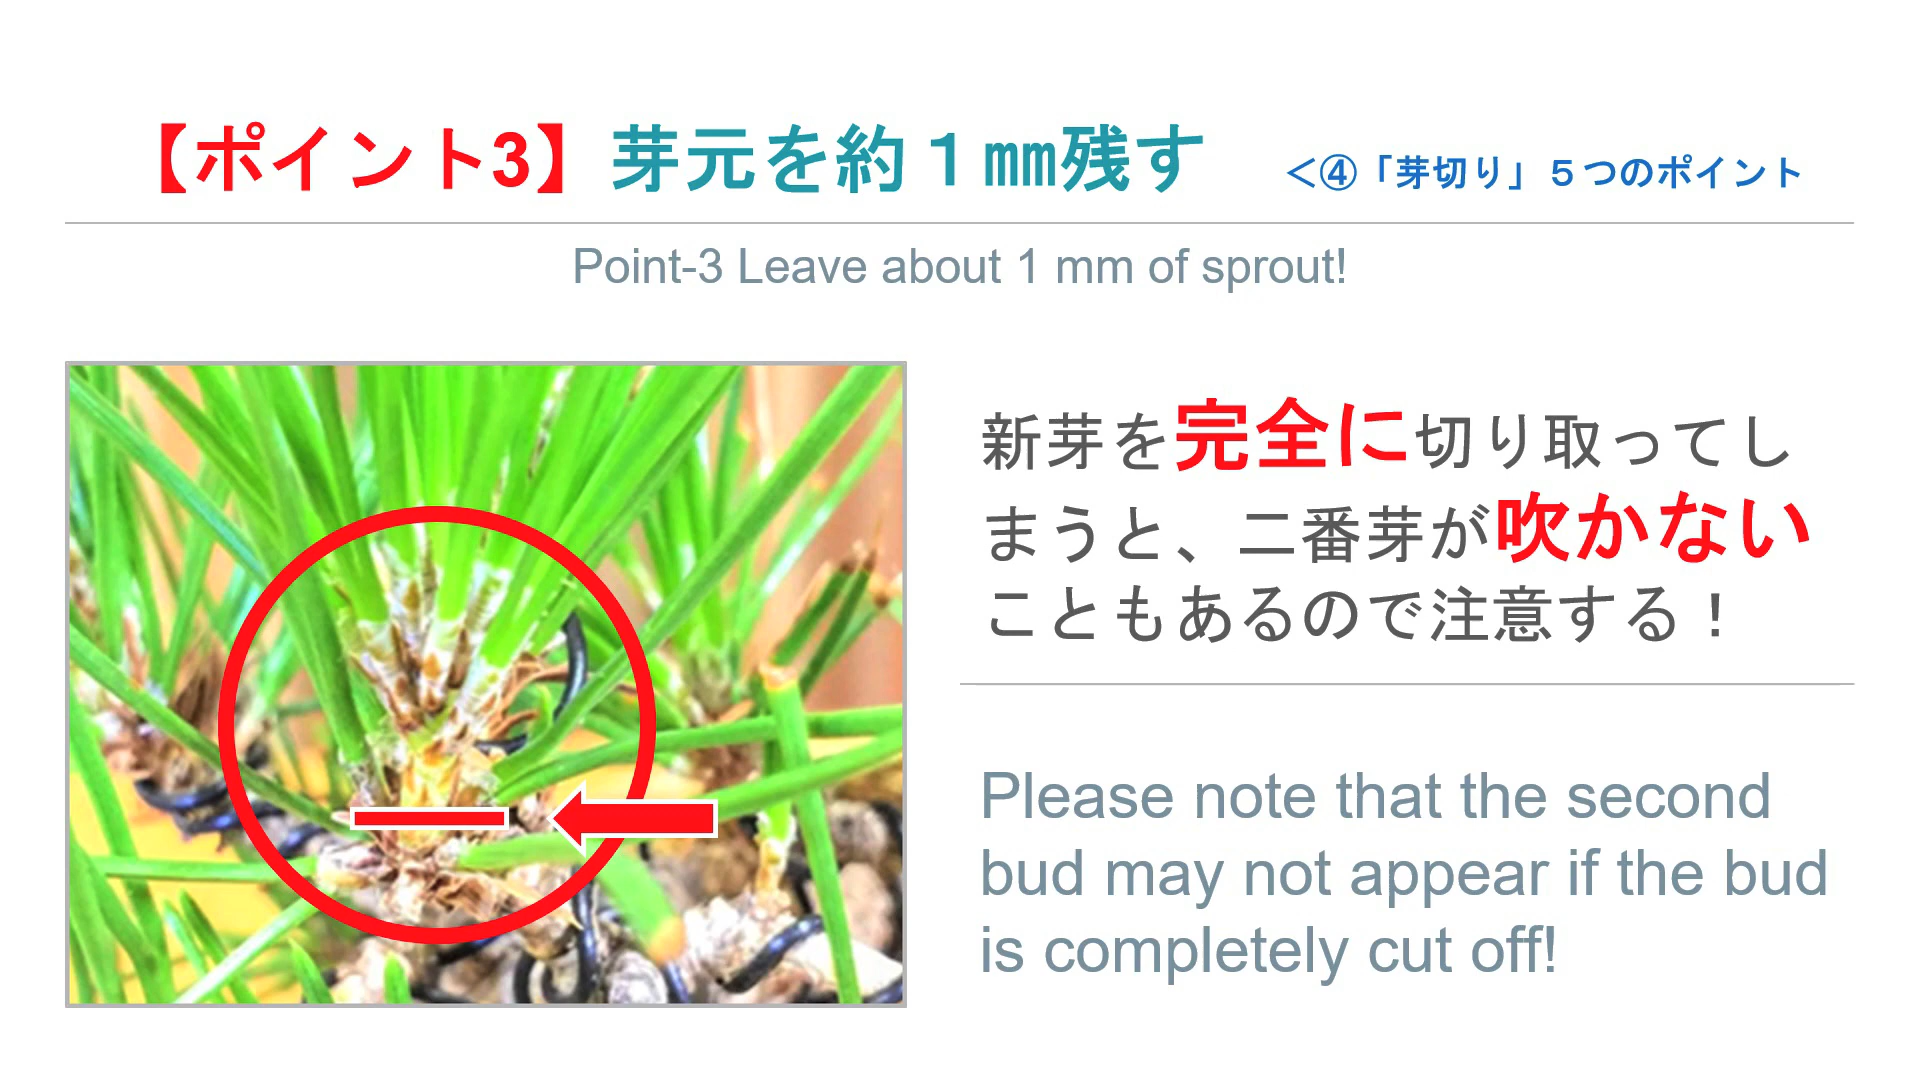 【ポイント3】芽元を約１㎜残す <④「芽切り」５つのポイント
Point-3 Leave about 1 mm of sprout!
新芽を完全に切り取ってし
まうと、二番芽が吹かない
こともあるので注意する！
Please note that the second
bud may not appear if the bud
is completely cut off!